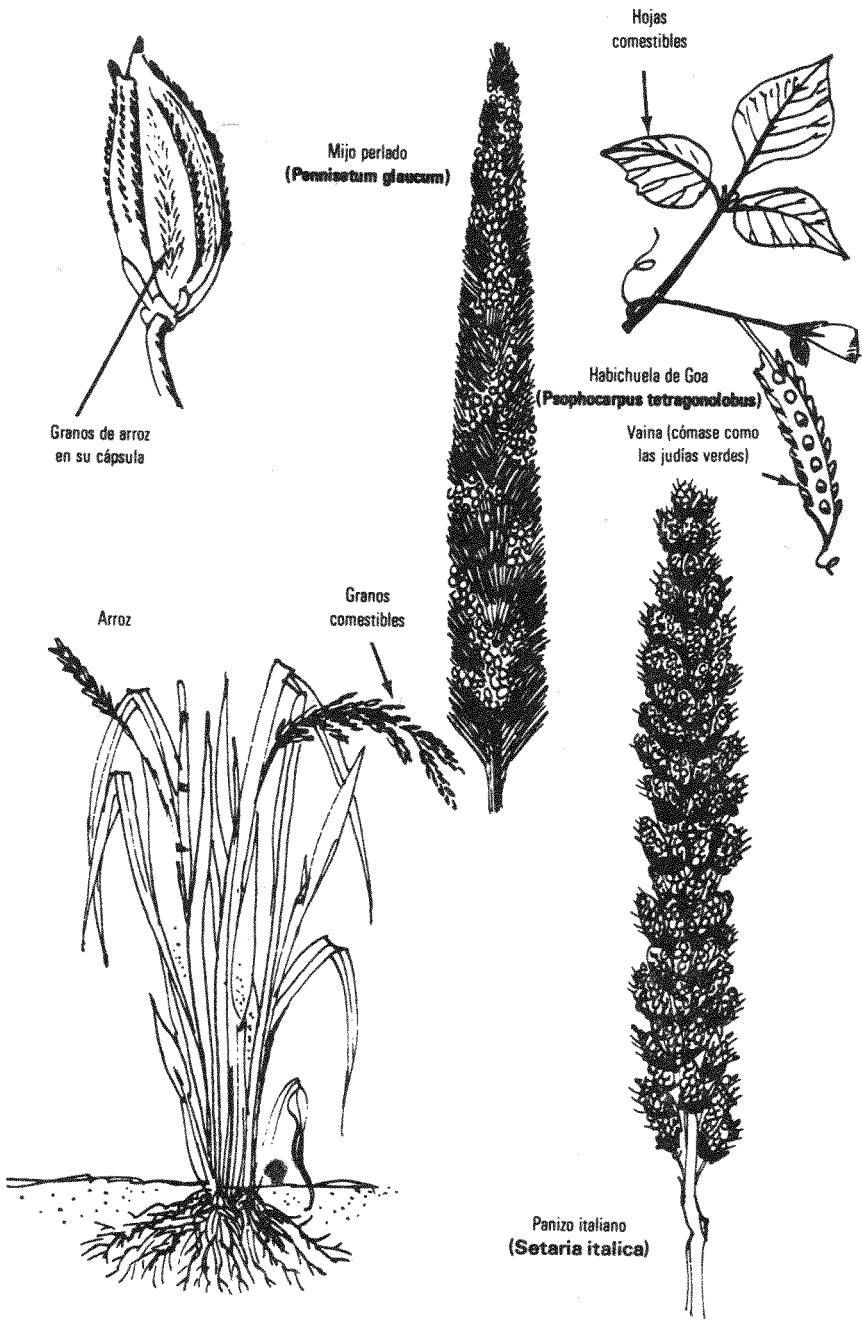 Hojas
comestibles
Mijo perlado
(Pennisetum glaucum)
Habichuela de Goa
(Psophocarpus tetragonolobus)
Vaina (cómase como
las judías verdes)
Granos de arroz
en su cápsula
Arroz
Granos
comestibles
Panizo italiano
(Setaria italica)